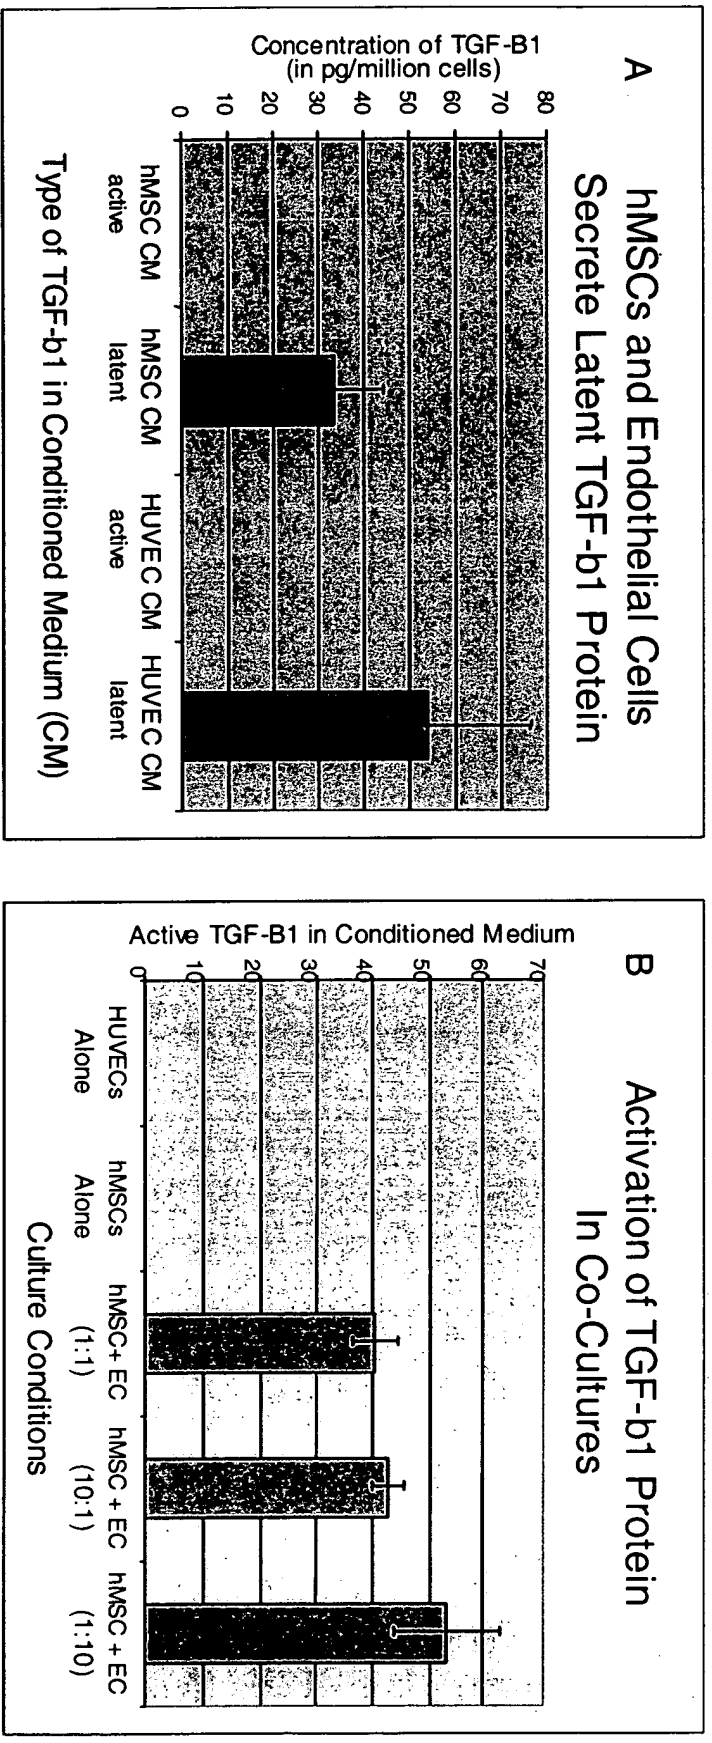 A
hMSCs and Endothelial Cells
Secrete Latent TGF-b1 Protein
Concentration of TGF-B1
(in pg/million cells)
80
70
60
50
40
30
20
10
0
hMSC CM
active
hMSC CM
latent
HUVEC CM
active
HUVEC CM
latent
Type of TGF-b1 in Conditioned Medium (CM)
B
Activation of TGF-b1 Protein
In Co-Cultures
Active TGF-B1 in Conditioned Medium
70
60
50
40
30
20
10
0
HUVECs
Alone
hMSCs
Alone
hMSC+ EC
(1:1)
hMSC + EC
(10:1)
hMSC + EC
(1:10)
Culture Conditions